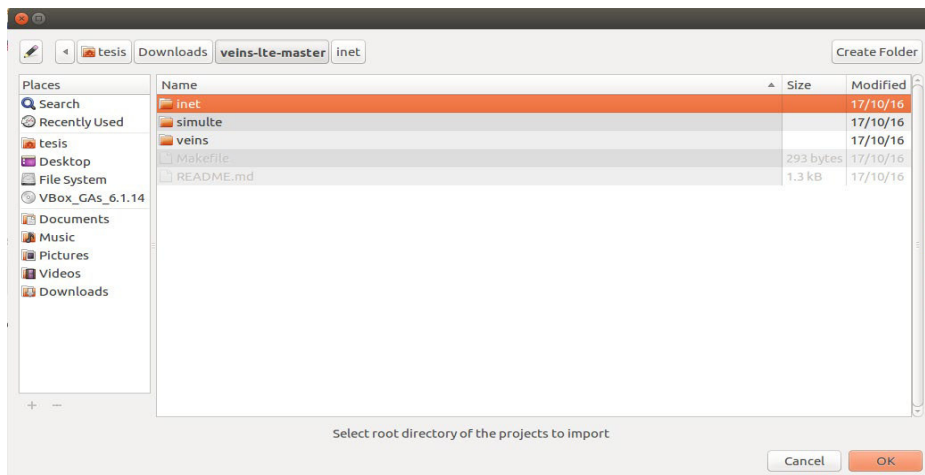 tesis Downloads veins-lte-master inet Create Folder
Places Name Size Modified
Search inet 17/10/16
Recently Used simulte 17/10/16
tesis veins 17/10/16
Desktop Makefile 293 bytes 17/10/16
File System README.md 1.3 kB 17/10/16
VBox_GAs_6.1.14
Documents
Music
Pictures
Videos
Downloads
Select root directory of the projects to import
Cancel OK